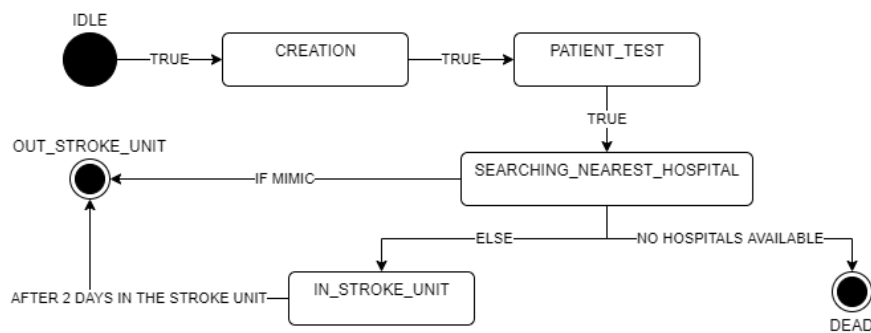 IDLE
TRUE
CREATION
TRUE
PATIENT_TEST
TRUE
OUT_STROKE_UNIT
IF MIMIC
SEARCHING_NEAREST_HOSPITAL
ELSE
NO HOSPITALS AVAILABLE
AFTER 2 DAYS IN THE STROKE UNIT
IN_STROKE_UNIT
DEAD